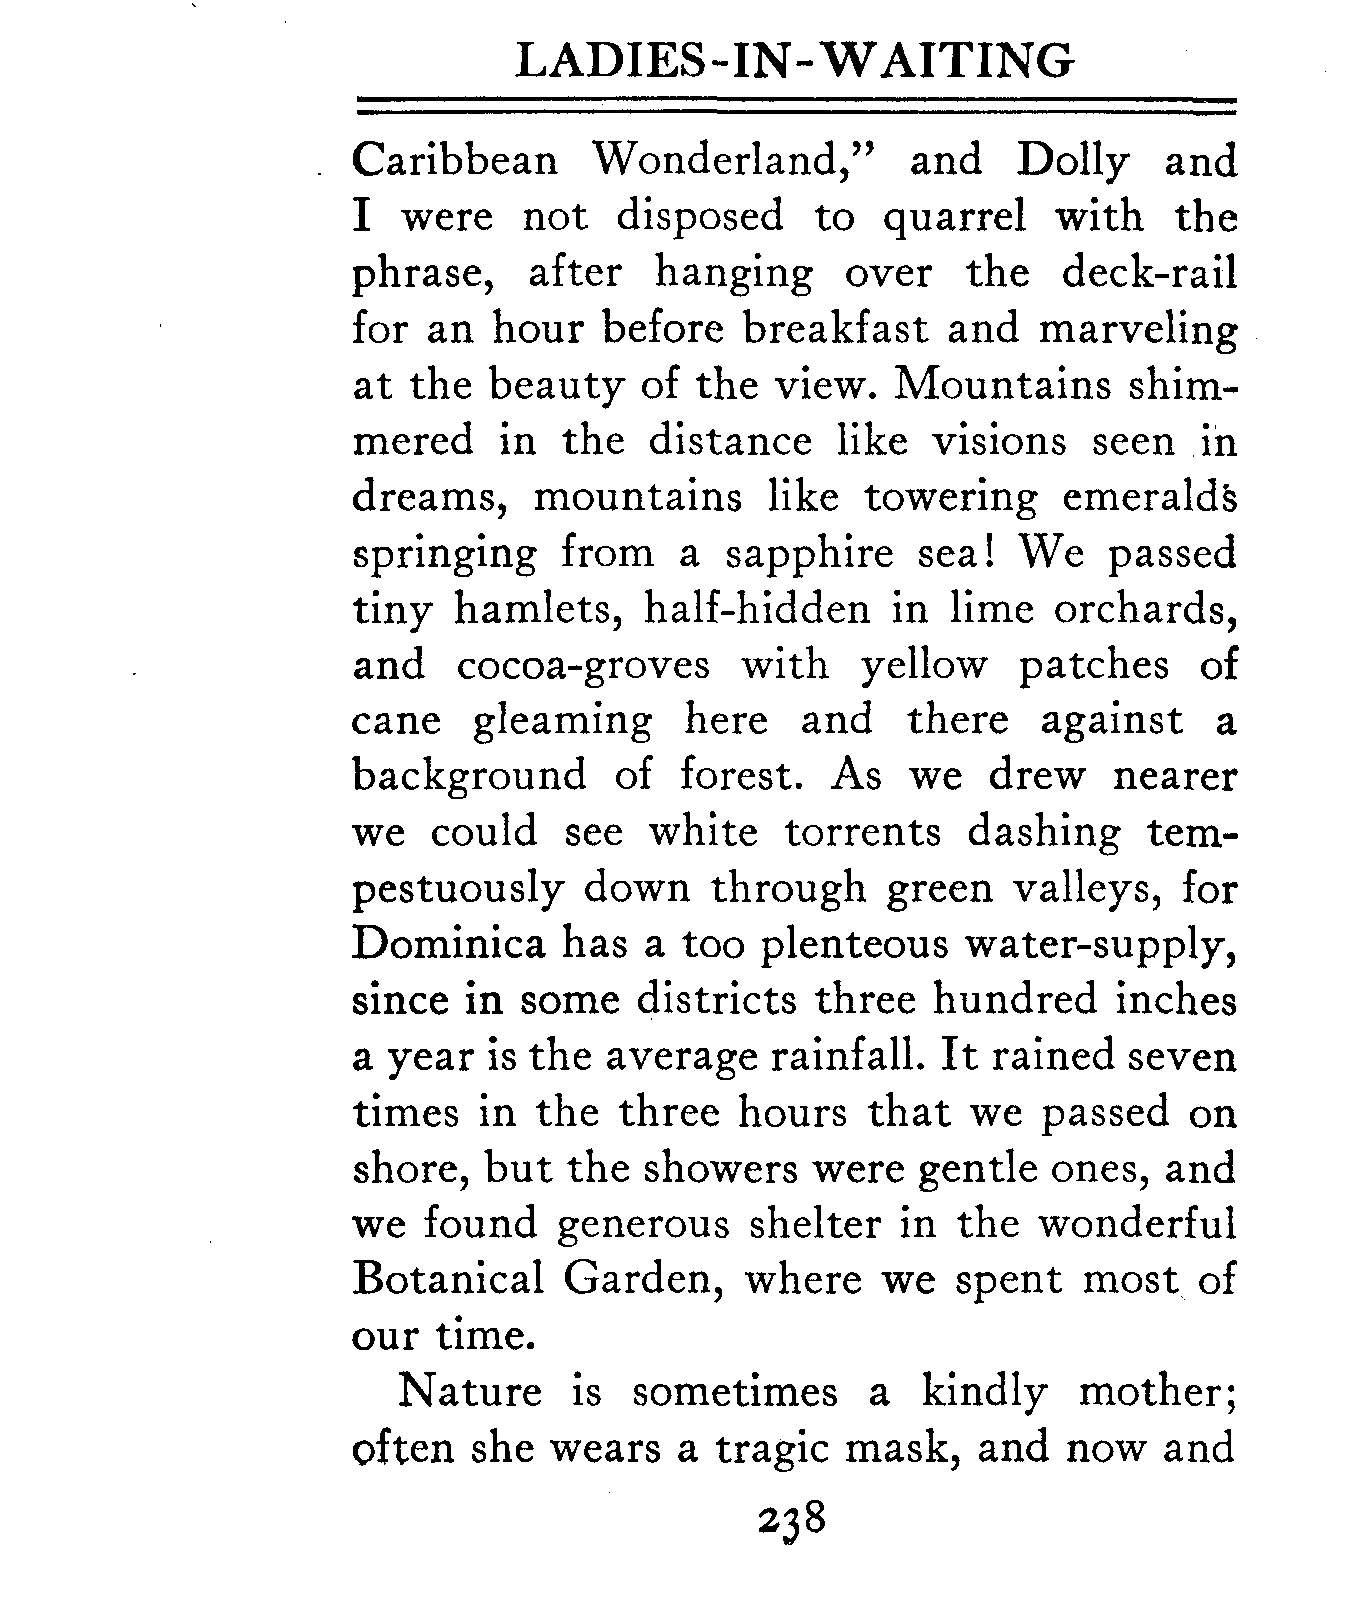 LADIES-IN-WAITING
Caribbean Wonderland,” and Dolly and
I were not disposed to quarrel with the
phrase, after hanging over the deck-rail
for an hour before breakfast and marveling
at the beauty of the view. Mountains shim-
mered in the distance like visions seen in
dreams, mountains like towering emeralds
springing from a sapphire sea! We passed
tiny hamlets, half-hidden in lime orchards,
and cocoa-groves with yellow patches of
cane gleaming here and there against a
background of forest. As we drew nearer
we could see white torrents dashing tem-
pestuously down through green valleys, for
Dominica has a too plenteous water-supply,
since in some districts three hundred inches
a year is the average rainfall. It rained seven
times in the three hours that we passed on
shore, but the showers were gentle ones, and
we found generous shelter in the wonderful
Botanical Garden, where we spent most of
our time.
Nature is sometimes a kindly mother;
often she wears a tragic mask, and now and
238